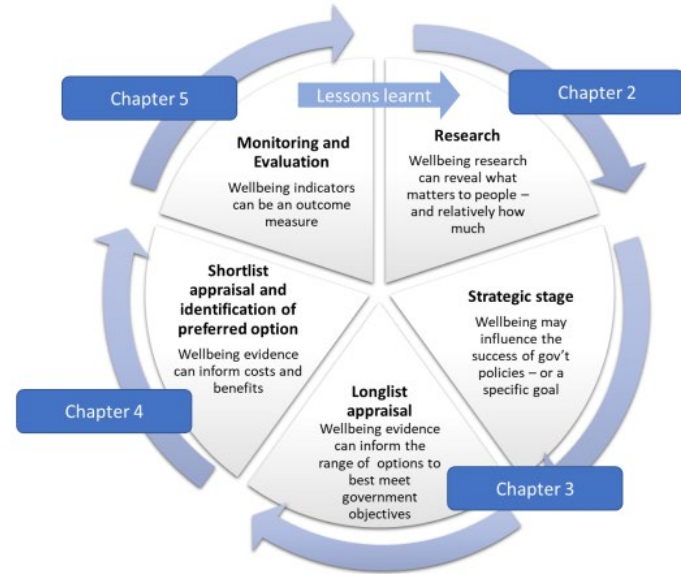 Chapter 5
Lessons learnt
Chapter 2
Monitoring and
Evaluation
Wellbeing indicators
can be an outcome
measure
Research
Wellbeing research
can reveal what
matters to people –
and relatively how
much
Strategic stage
Wellbeing may
influence the
success of gov't
policies – or a
specific goal
Chapter 3
Longlist
appraisal
Wellbeing evidence
can inform the
range of options to
best meet
government
objectives
Shortlist
appraisal and
identification of
preferred option
Wellbeing evidence
can inform costs and
benefits
Chapter 4